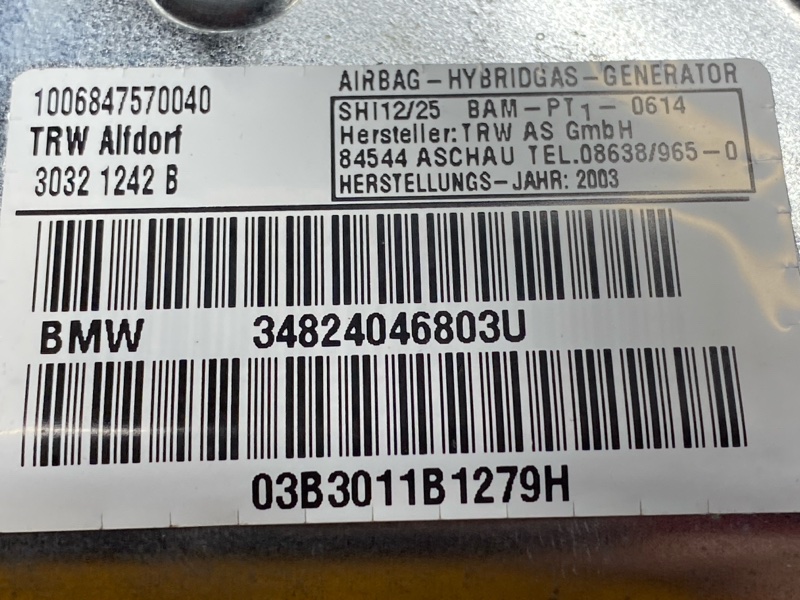 1006847570040
TRW Alfdorf
3032 1242 B
AIRBAG-HYBRIDGAS-GENERATOR
SHI12/25 BAM-PT1-0614
Hersteller: TRW AS GmbH
84544 ASCHAU TEL.08638/965-0
HERSTELLUNGS-JAHR: 2003
BMW 34824046803U
03B3011B1279H